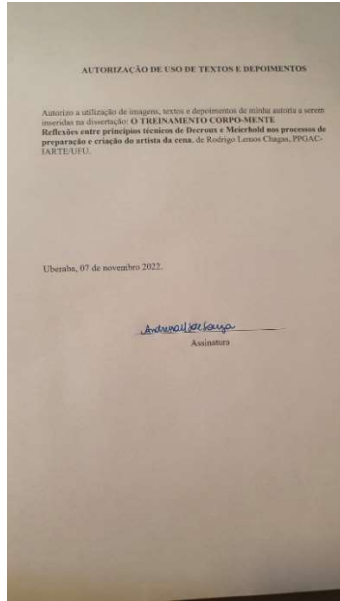 AUTORIZAÇÃO DE USO DE TEXTOS E DEPOIMENTOS
Autorizo a utilização de imagens, textos e depoimentos de minha autoria a serem
inseridas na dissertação: O TREINAMENTO CORPO-MENTE
Reflexões entre princípios técnicos de Decroux e Meierhold nos processos de
preparação e criação do artista da cena, de Rodrigo Lemos Chagas, PPGAC-
IARTE/UFU.
Uberaba, 07 de novembro 2022.
Souza
Assinatura